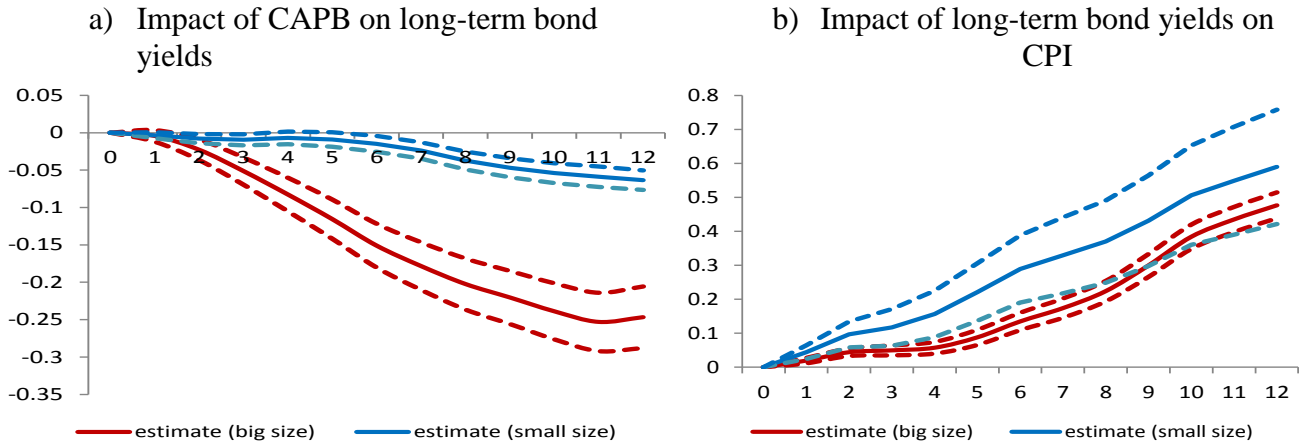 a) Impact of CAPB on long-term bond
yields
0.05
0
-0.05
-0.1
-0.15
-0.2
-0.25
-0.3
-0.35
0 1 2 3 4 5 6 7 8 9 10 11 12
estimate (big size) estimate (small size)
b) Impact of long-term bond yields on
CPI
0.8
0.7
0.6
0.5
0.4
0.3
0.2
0.1
0
0 1 2 3 4 5 6 7 8 9 10 11 12
estimate (big size) estimate (small size)